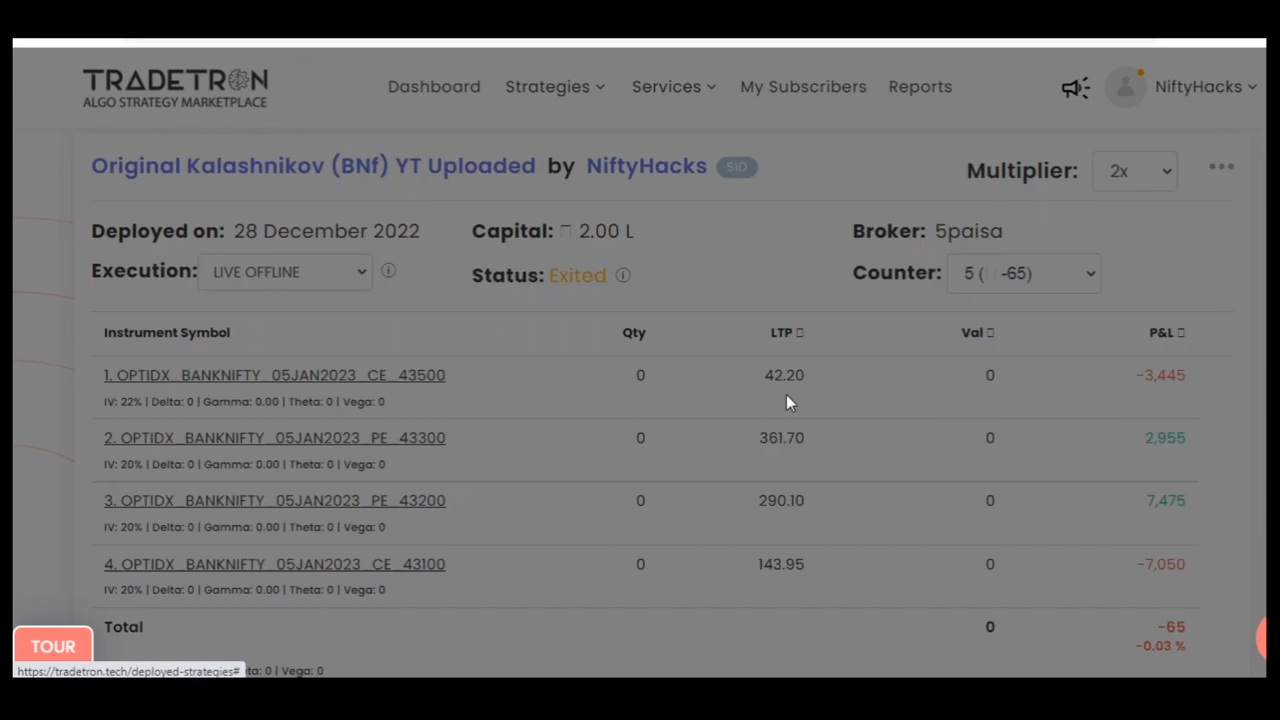 TRADETRON
ALGO STRATEGY MARKETPLACE
Dashboard Strategies Services My Subscribers Reports NiftyHacks
Original Kalashnikov (BNf) YT Uploaded by NiftyHacks SID
Multiplier: 2x
Deployed on: 28 December 2022 Capital: 2.00 L Broker: 5paisa
Execution: LIVE OFFLINE Status: Exited Counter: 5 ( -65)
Instrument Symbol Qty LTP Val P&L
1. OPTIDX_BANKNIFTY_05JAN2023_CE_43500 0 42.20 0 -3,445
IV: 22% | Delta: 0 | Gamma: 0.00 | Theta: 0 | Vega: 0
2. OPTIDX_BANKNIFTY_05JAN2023_PE_43300 0 361.70 0 2,955
IV: 20% | Delta: 0 | Gamma: 0.00 | Theta: 0 | Vega: 0
3. OPTIDX_BANKNIFTY_05JAN2023_PE_43200 0 290.10 0 7,475
IV: 20% | Delta: 0 | Gamma: 0.00 | Theta: 0 | Vega: 0
4. OPTIDX_BANKNIFTY_05JAN2023_CE_43100 0 143.95 0 -7,050
IV: 20% | Delta: 0 | Gamma: 0.00 | Theta: 0 | Vega: 0
Total 0 -65
-0.03 %
TOUR
https://tradetron.tech/deployed-strategies# ta: 0 | Vega: 0